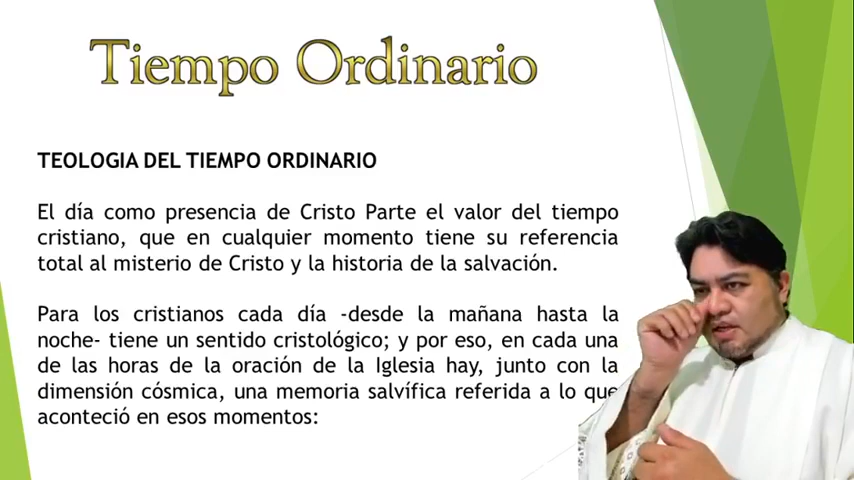 Tiempo Ordinario
TEOLOGIA DEL TIEMPO ORDINARIO
El día como presencia de Cristo Parte el valor del tiempo
cristiano, que en cualquier momento tiene su referencia
total al misterio de Cristo y la historia de la salvación.
Para los cristianos cada día -desde la mañana hasta la
noche- tiene un sentido cristológico; y por eso, en cada una
de las horas de la oración de la Iglesia hay, junto con la
dimensión cósmica, una memoria salvífica referida a lo que
aconteció en esos momentos: